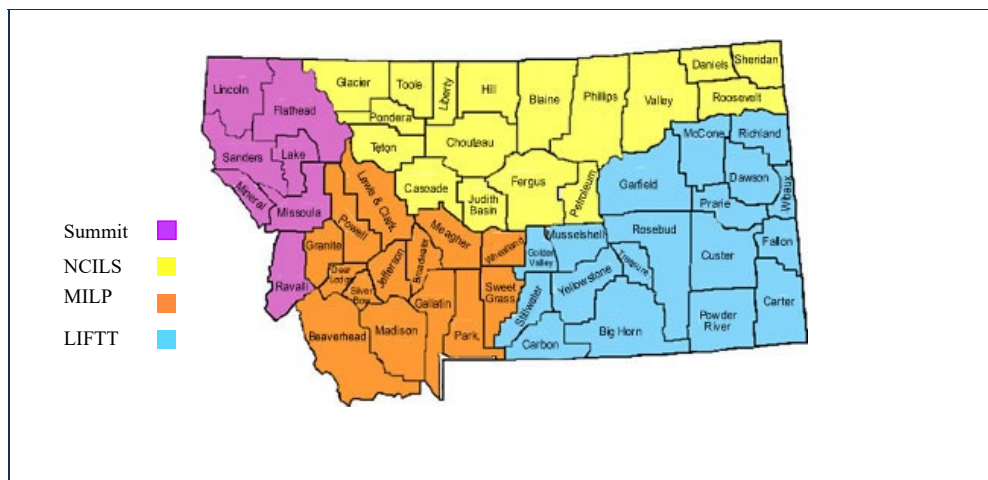 Sheridan
Daniels
Lincoln
Glacier
Toole
Liberty
Hill
Blaine
Phillips
Valley
Roosevelt
Flathead
Pondera
McCone
Richland
Teton
Chouteau
Sanders
Lake
Lewis & Clark
Cascade
Judith
Basin
Fergus
Petroleum
Garfield
Dawson
Wibaux
Mineral
Missoula
Powell
Meagher
Prarie
Summit
Granite
Jefferson
Broadwater
Wheatland
Golden
Valley
Musselshell
Rosebud
Custer
Fallon
NCILS
Ravalli
Deer
Lodge
Silver
Bow
Gallatin
Sweet
Grass
Stillwater
Yellowstone
Treasure
MILP
Beaverhead
Madison
Park
Carbon
Big Horn
Powder
River
Carter
LIFTT